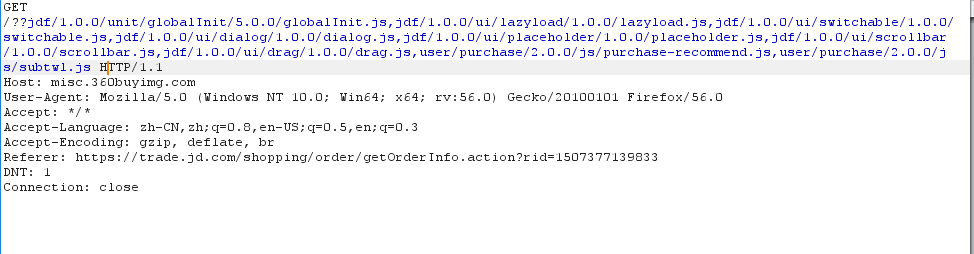 GET
/??jdf/1.0.0/unit/globalInit/5.0.0/globalInit.js,jdf/1.0.0/ui/lazyload/1.0.0/lazyload.js,jdf/1.0.0/ui/switchable/1.0.0/
switchable.js,jdf/1.0.0/ui/dialog/1.0.0/dialog.js,jdf/1.0.0/ui/placeholder/1.0.0/placeholder.js,jdf/1.0.0/ui/scrollbar
/1.0.0/scrollbar.js,jdf/1.0.0/ui/drag/1.0.0/drag.js,user/purchase/2.0.0/js/purchase-recommend.js,user/purchase/2.0.0/j
s/subtwl.js HTTP/1.1
Host: misc.360buyimg.com
User-Agent: Mozilla/5.0 (Windows NT 10.0; Win64; x64; rv:56.0) Gecko/20100101 Firefox/56.0
Accept: */*
Accept-Language: zh-CN,zh;q=0.8,en-US;q=0.5,en;q=0.3
Accept-Encoding: gzip, deflate, br
Referer: https://trade.jd.com/shopping/order/getOrderInfo.action?rid=1507377139833
DNT: 1
Connection: close